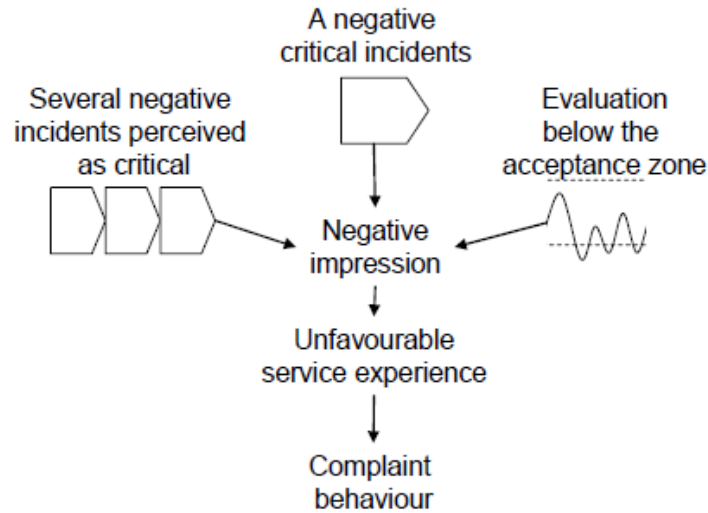 A negative
critical incidents
Several negative
incidents perceived
as critical
Evaluation
below the
acceptance zone
Negative
impression
Unfavourable
service experience
Complaint
behaviour